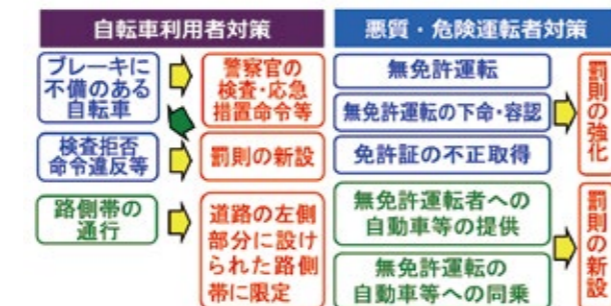 自転車利用者対策
ブレーキに
不備のある
自転車
警察官の
検査・応急
措置命令等
検査拒否
命令違反等
罰則の新設
路側帯の
通行
道路の左側
部分に設け
られた路側
帯に限定
悪質・危険運転者対策
無免許運転
無免許運転の下命・容認
免許証の不正取得
罰則の強化
無免許運転者への
自動車等の提供
無免許運転の
自動車等への同乗
罰則の新設